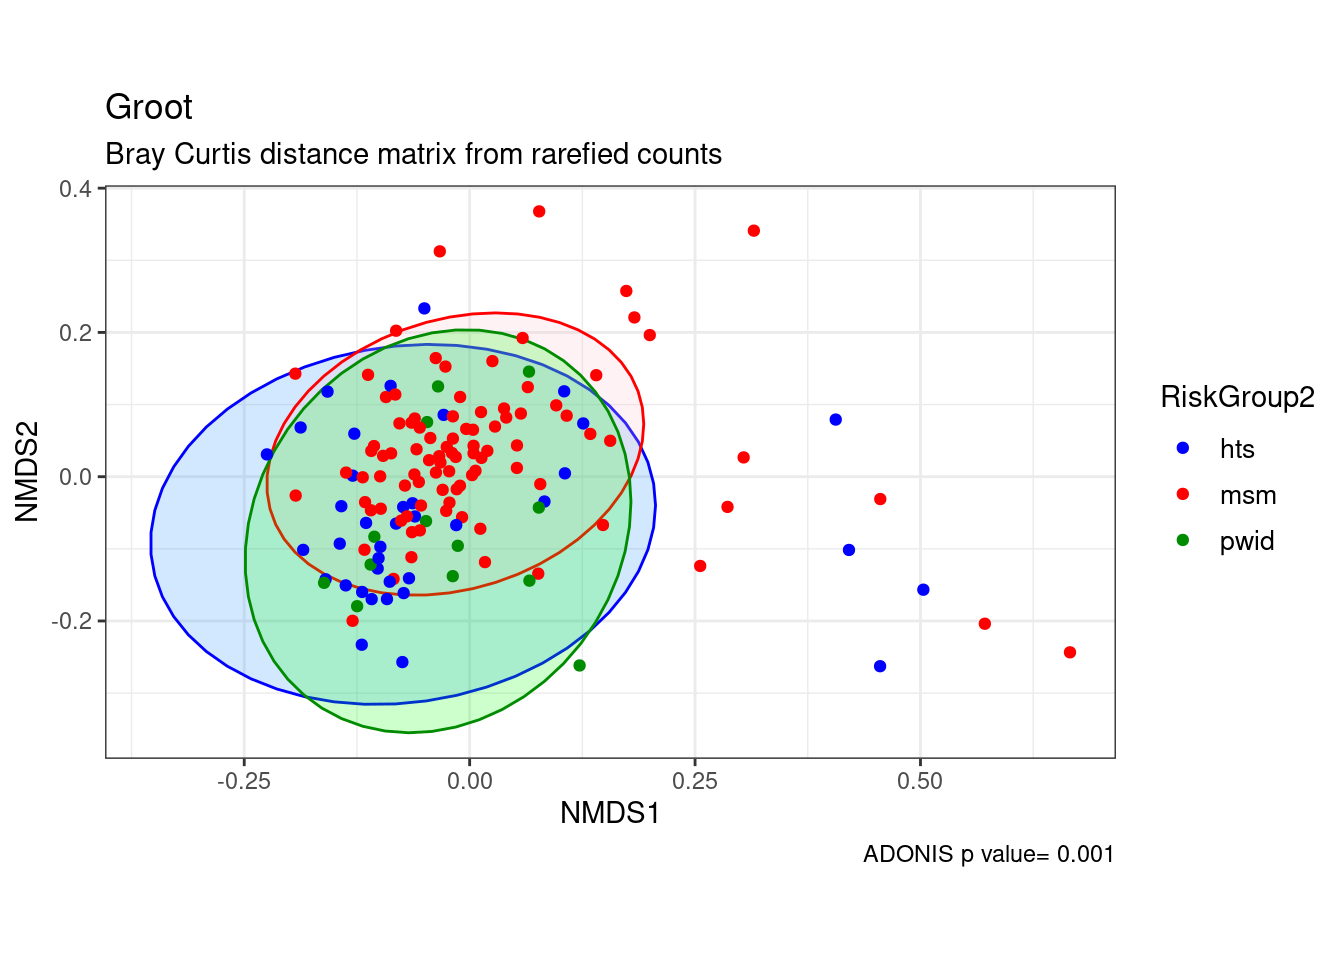 Groot
Bray Curtis distance matrix from rarefied counts
0.4
0.2
0.0
-0.2
NMDS2
-0.25
0.00
0.25
0.50
NMDS1
RiskGroup2
hts
msm
pwid
ADONIS p value= 0.001